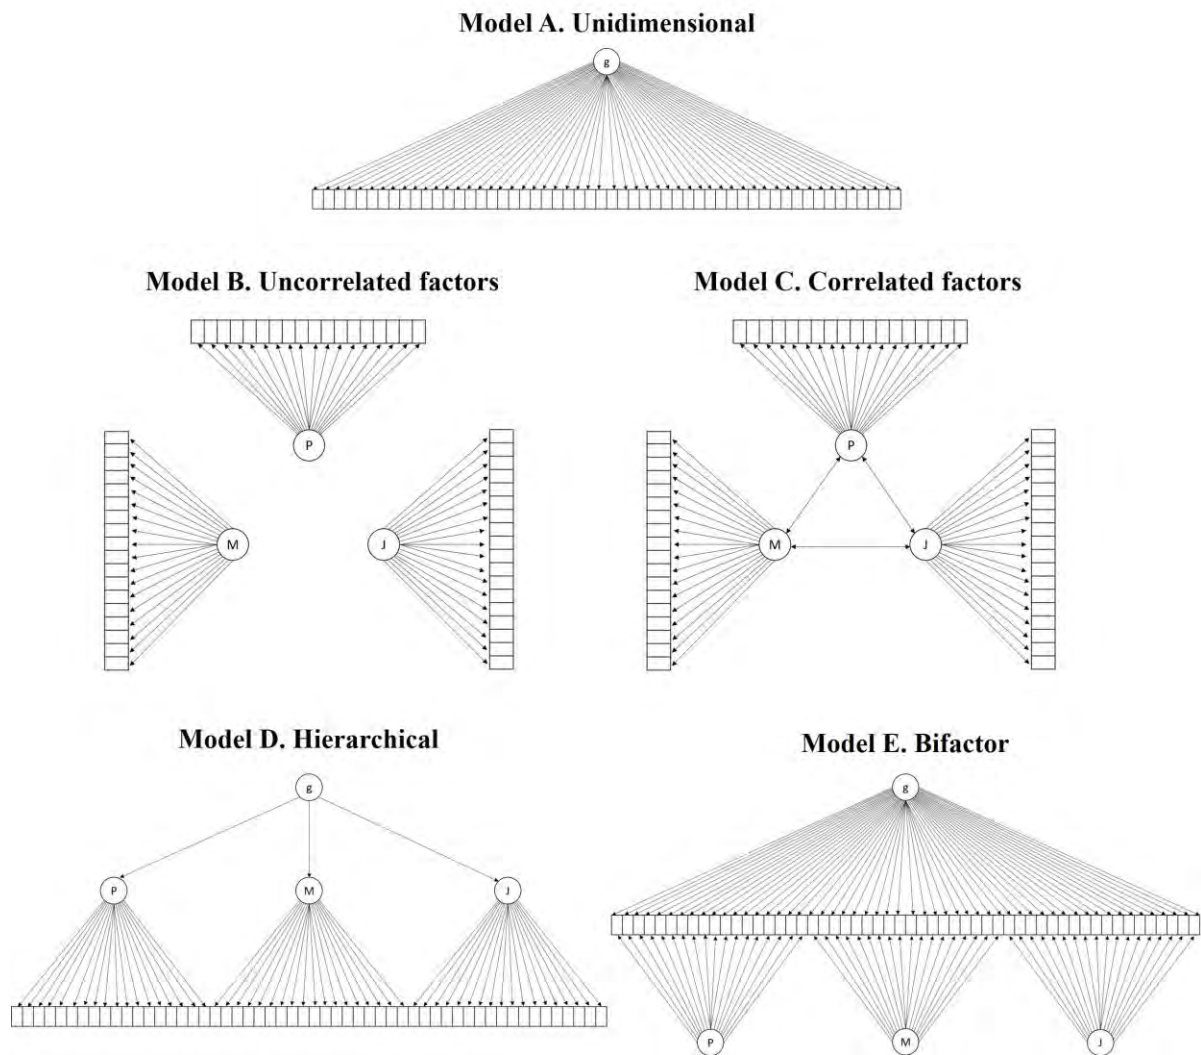 Model A. Unidimensional
g
Model B. Uncorrelated factors
Model C. Correlated factors
P
P
M
J
M
J
Model D. Hierarchical
Model E. Bifactor
g
g
P
M
J
P
M
J